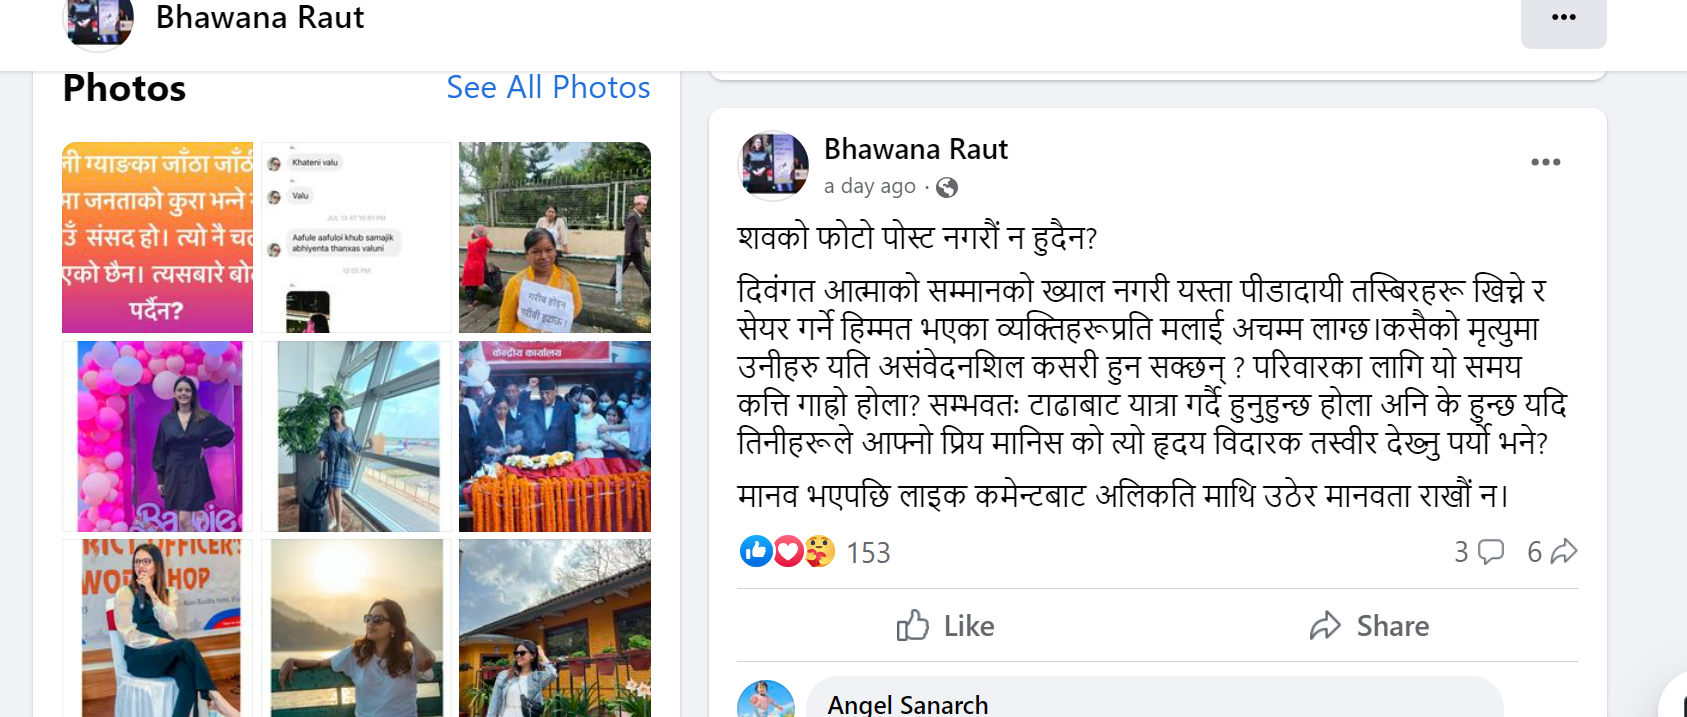 Bhawana Raut
Photos
See All Photos
ली ग्याङका जाँठा जाँठ
मा जनताको कुरा भन्ने
उँ संसद हो। त्यो नै
एको छैन। त्यसबारे
पर्दैन?
Khateni valu
Valu
JUL 13 AT 10:51 PM
Aafule aafuloi khub samajik
abhiyenta thanxas valuni
12:05 PM
गरीब होइन
गरीबी हटाऊ !
केन्द्रीय कार्यालय
OFFICER'S
WORKSHOP
Bhawana Raut
a day ago ·
शवको फोटो पोस्ट नगरौं न हुदैन?
दिवंगत आत्माको सम्मानको ख्याल नगरी यस्ता पीडादायी तस्बिरहरू खिच्ने र
सेयर गर्ने हिम्मत भएका व्यक्तिहरूप्रति मलाई अचम्म लाग्छ।कसैको मृत्युमा
उनीहरु यति असंवेदनशिल कसरी हुन सक्छन् ? परिवारका लागि यो समय
कत्ति गाह्रो होला? सम्भवतः टाढाबाट यात्रा गर्दै हुनुहुन्छ होला अनि के हुन्छ यदि
तिनीहरूले आफ्नो प्रिय मानिस को त्यो हृदय विदारक तस्वीर देख्नु पर्यो भने?
मानव भएपछि लाइक कमेन्टबाट अलिकति माथि उठेर मानवता राखौं न।
153
3
6
Like
Share
Angel Sanarch